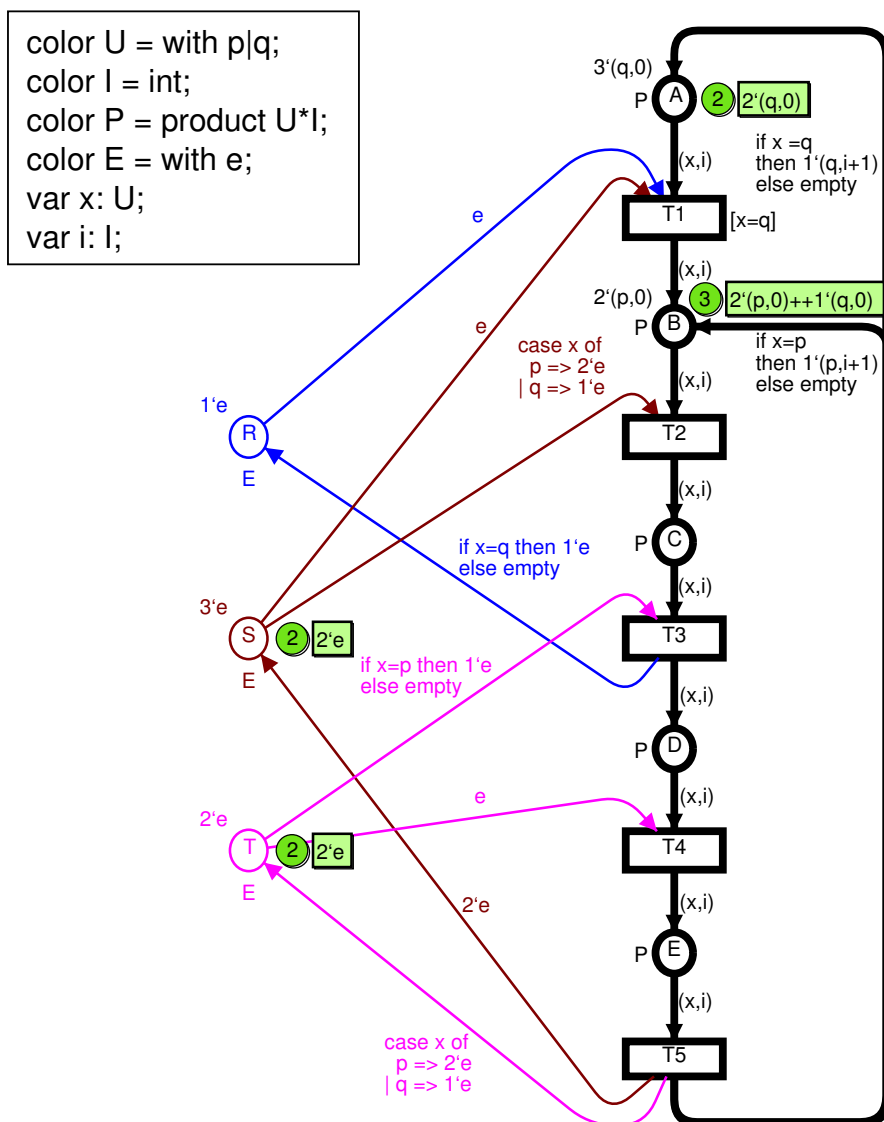 color U = with p|q;
color I = int;
color P = product U*I;
color E = with e;
var x: U;
var i: I;
3‘(q,0)
P
A
2
2‘(q,0)
(x,i)
if x =q
then 1‘(q,i+1)
else empty
e
T1
[x=q]
(x,i)
2‘(p,0)
3
2‘(p,0)++1‘(q,0)
P
B
e
case x of
p => 2‘e
| q => 1‘e
(x,i)
if x=p
then 1‘(p,i+1)
else empty
1‘e
R
E
T2
(x,i)
P
C
if x=q then 1‘e
else empty
(x,i)
3‘e
S
2
2‘e
E
T3
if x=p then 1‘e
else empty
(x,i)
P
D
e
(x,i)
2‘e
T
2
2‘e
E
T4
2‘e
(x,i)
P
E
(x,i)
case x of
p => 2‘e
| q => 1‘e
T5